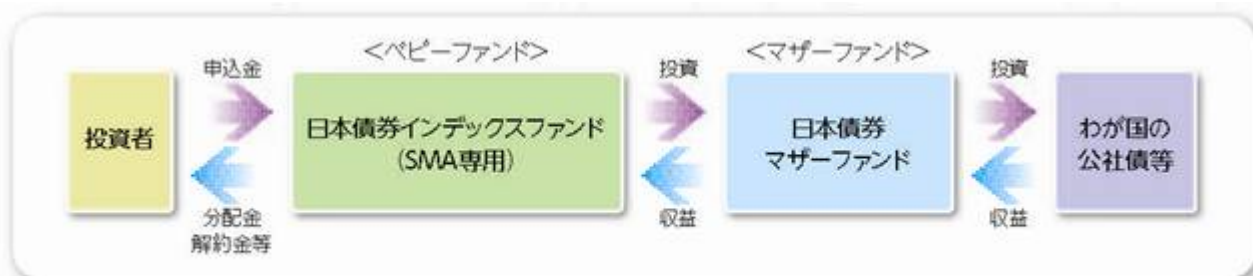 <ベビーファンド>
<マザーファンド>
申込金
投資
投資
投資者
日本債券インデックスファンド
(SMA専用)
日本債券
マザーファンド
わが国の
公社債等
分配金
解約金等
収益
収益